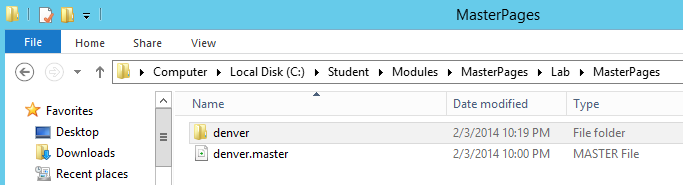 MasterPages
File Home Share View
Computer Local Disk (C:) Student Modules MasterPages Lab MasterPages
Favorites Name Date modified Type
Desktop denver 2/3/2014 10:19 PM File folder
Downloads denver.master 2/3/2014 10:00 PM MASTER File
Recent places